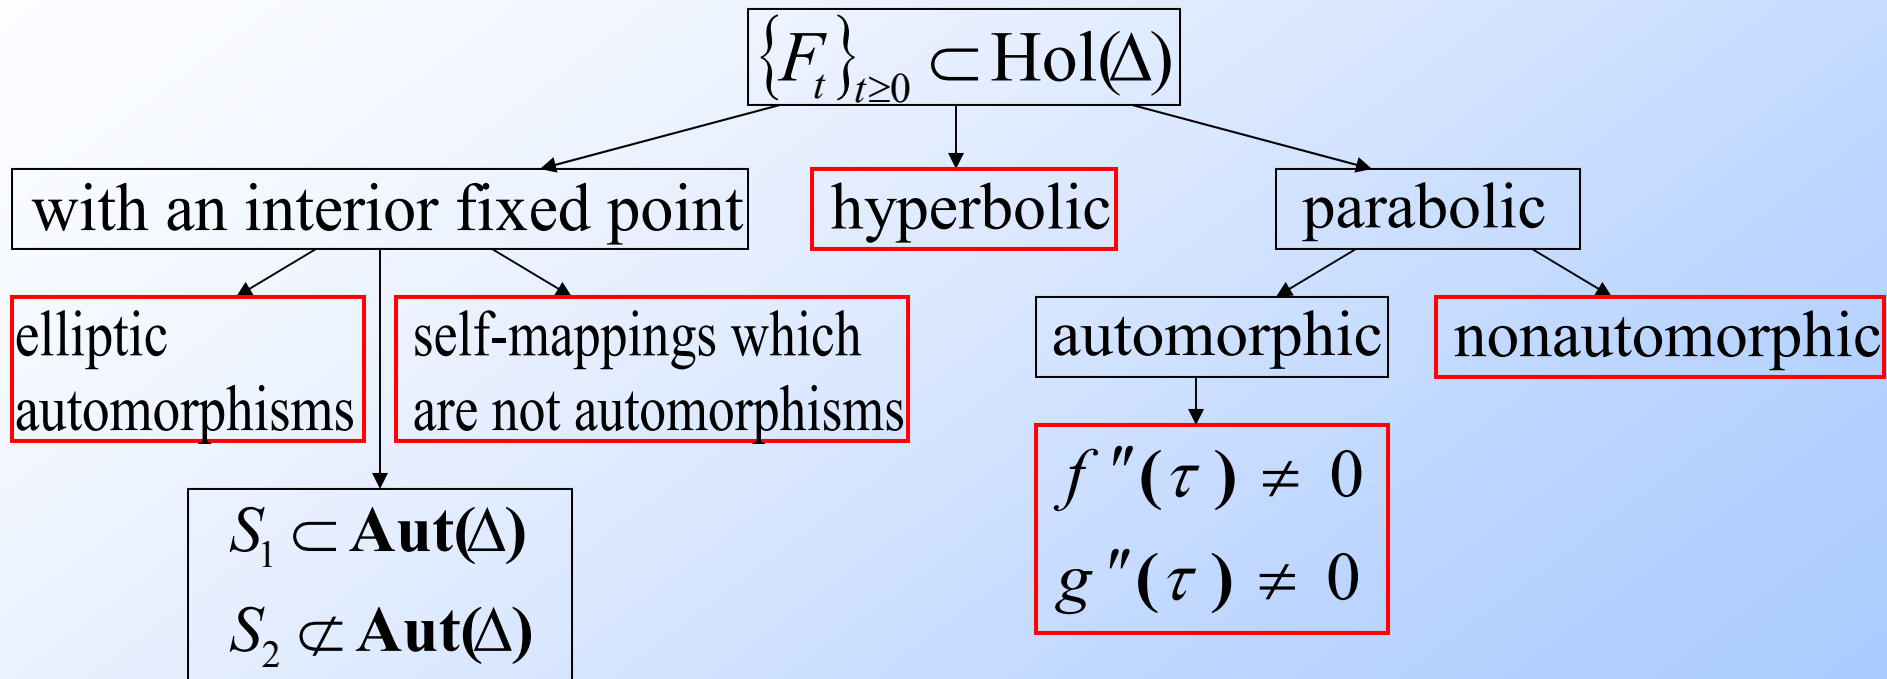 {F_t}_{t≥0} ⊂ Hol(Δ)
with an interior fixed point
hyperbolic
parabolic
elliptic
automorphisms
self-mappings which
are not automorphisms
automorphic
nonautomorphic
S_1 ⊂ Aut(Δ)
S_2 ⊄ Aut(Δ)
f″(τ) ≠ 0
g″(τ) ≠ 0